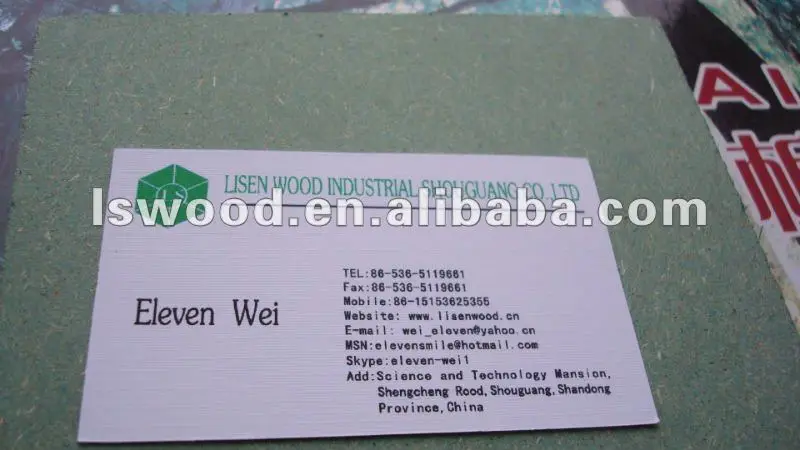 AI
板
LISEN WOOD INDUSTRIAL SHOUGUANG CO.,LTD
lswood.en.alibaba.com
Eleven Wei
TEL:86-536-5119661
Fax:86-536-5119661
Mobile:86-15153625355
Website: www.lisenwood.cn
E-mail: wei_eleven@yahoo.cn
MSN:elevensmile@hotmail.com
Skype:eleven-wei1
Add:Science and Technology Mansion,
Shengcheng Rood,Shouguang,Shandong
Province,China